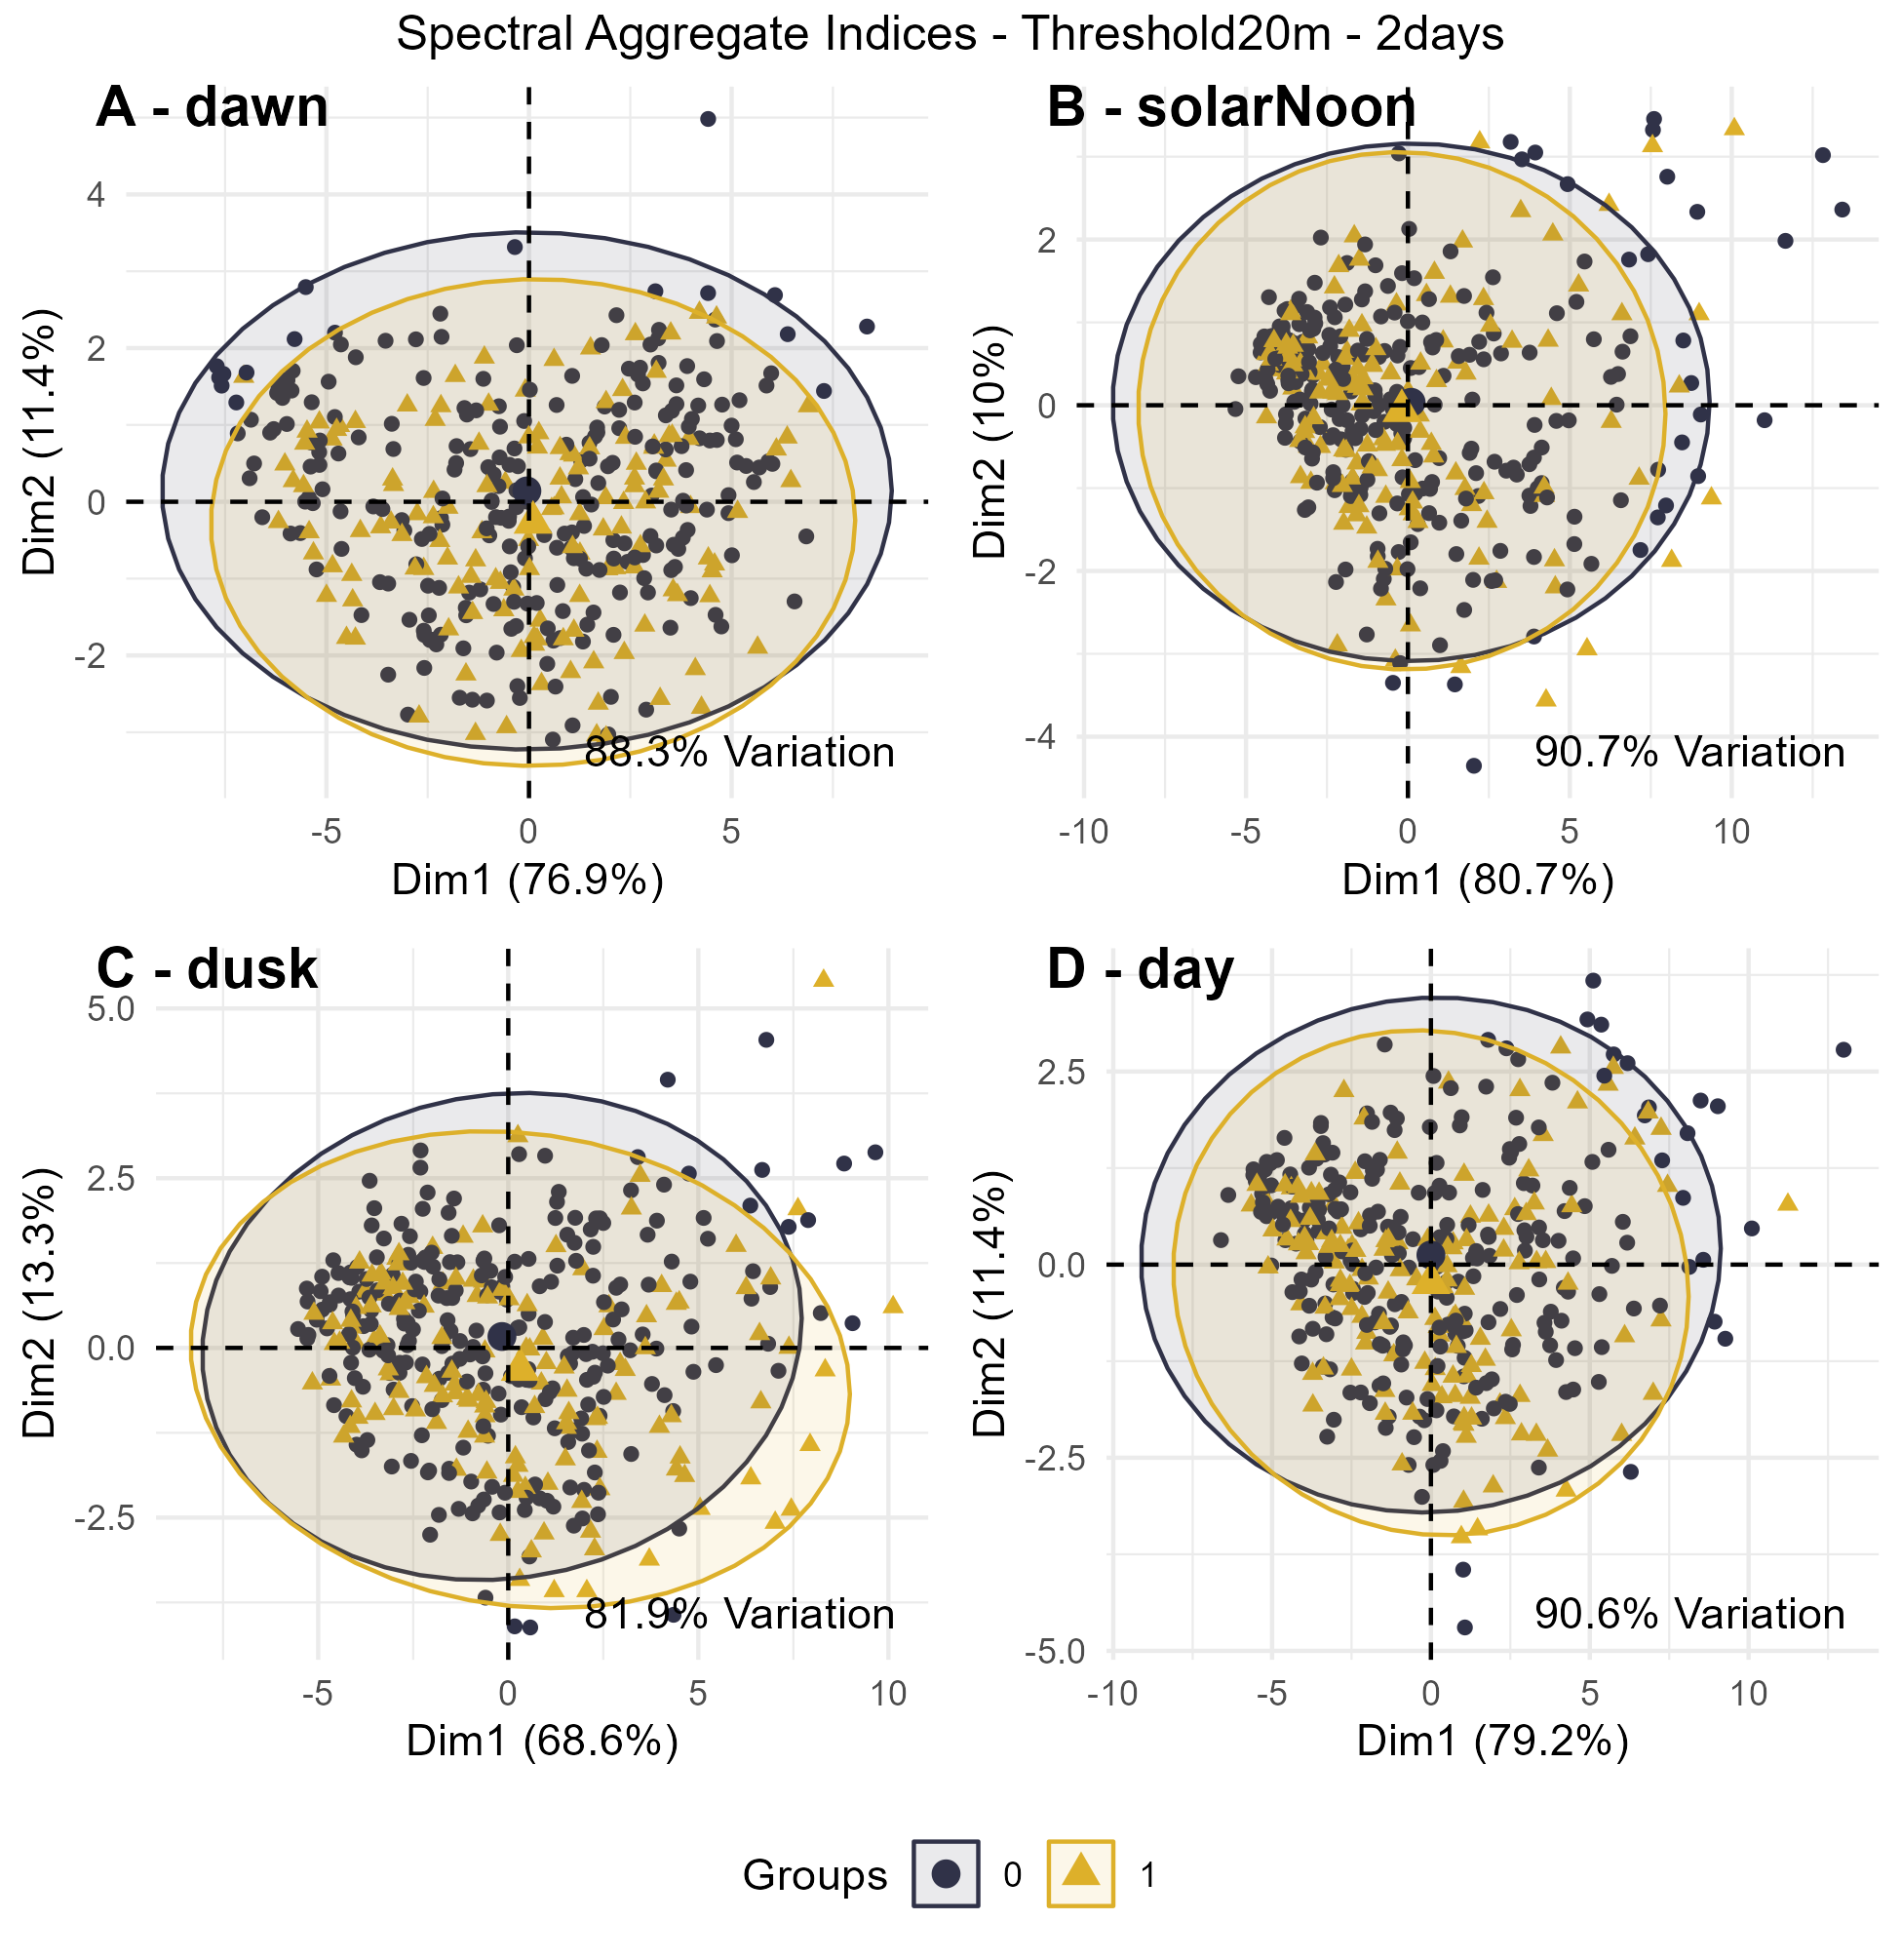 Spectral Aggregate Indices - Threshold20m - 2days
A - dawn
Dim2 (11.4%)
4
2
0
-2
88.3% Variation
-5
0
5
Dim1 (76.9%)
B - solarNoon
Dim2 (10%)
2
0
-2
-4
90.7% Variation
-10
-5
0
5
10
Dim1 (80.7%)
C - dusk
Dim2 (13.3%)
5.0
2.5
0.0
-2.5
81.9% Variation
-5
0
5
10
Dim1 (68.6%)
D - day
Dim2 (11.4%)
2.5
0.0
-2.5
-5.0
90.6% Variation
-10
-5
0
5
10
Dim1 (79.2%)
Groups 0 1